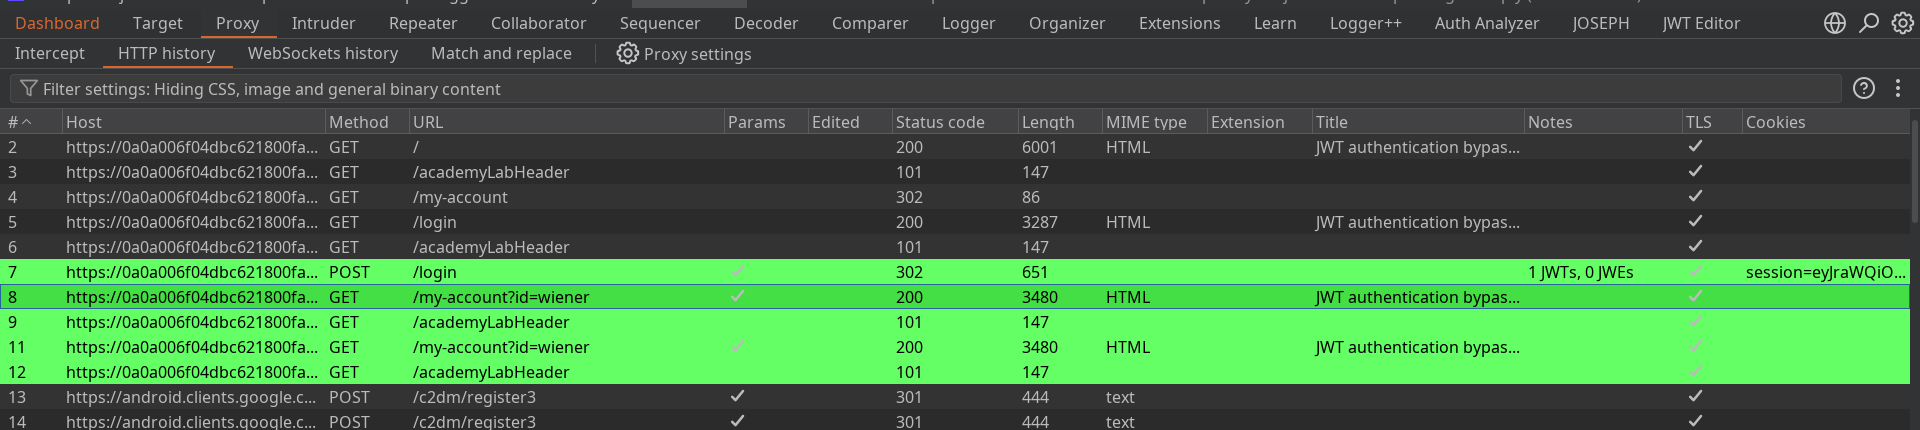 Dashboard Target Proxy Intruder Repeater Collaborator Sequencer Decoder Comparer Logger Organizer Extensions Learn Logger++ Auth Analyzer JOSEPH JWT Editor
Intercept HTTP history WebSockets history Match and replace Proxy settings
Filter settings: Hiding CSS, image and general binary content
# Host Method URL Params Edited Status code Length MIME type Extension Title Notes TLS Cookies
2 https://0a0a006f04dbc621800fa... GET / 200 6001 HTML JWT authentication bypas...
3 https://0a0a006f04dbc621800fa... GET /academyLabHeader 101 147
4 https://0a0a006f04dbc621800fa... GET /my-account 302 86
5 https://0a0a006f04dbc621800fa... GET /login 200 3287 HTML JWT authentication bypas...
6 https://0a0a006f04dbc621800fa... GET /academyLabHeader 101 147
7 https://0a0a006f04dbc621800fa... POST /login 302 651 1 JWTs, 0 JWEs session=eyJraWQiO...
8 https://0a0a006f04dbc621800fa... GET /my-account?id=wiener 200 3480 HTML JWT authentication bypas...
9 https://0a0a006f04dbc621800fa... GET /academyLabHeader 101 147
11 https://0a0a006f04dbc621800fa... GET /my-account?id=wiener 200 3480 HTML JWT authentication bypas...
12 https://0a0a006f04dbc621800fa... GET /academyLabHeader 101 147
13 https://android.clients.google.c... POST /c2dm/register3 301 444 text
14 https://android.clients.google.c... POST /c2dm/register3 301 444 text